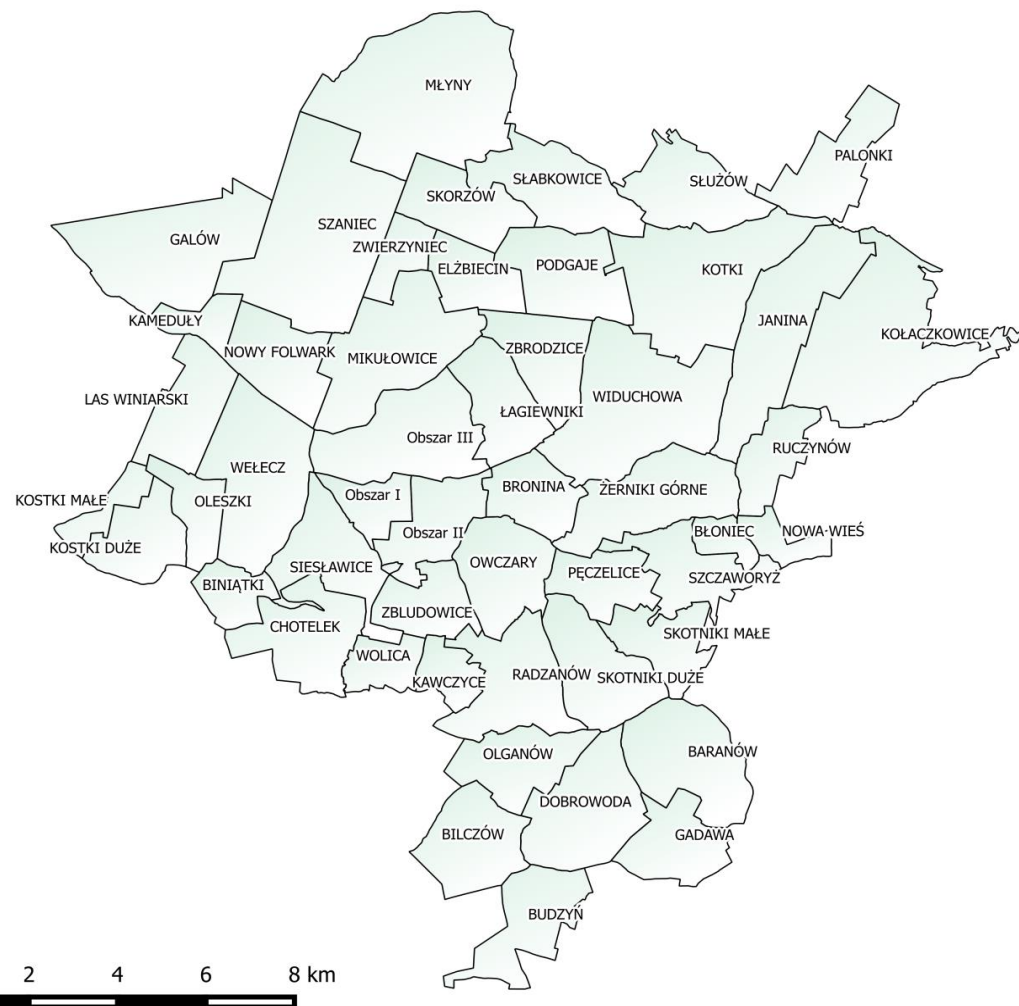 MŁYNY
PALONKI
SŁABKOWICE
SŁUŻÓW
SKORZÓW
SZANIEC
GALÓW
ZWIERZYNIEC
ELŻBIECIN
PODGAJE
KOTKI
KAMEDUŁY
JANINA
KOŁACZKOWICE
NOWY FOLWARK
MIKUŁOWICE
ZBRODZICE
LAS WINIARSKI
WIDUCHOWA
ŁAGIEWNIKI
Obszar III
RUCZYNÓW
WEŁECZ
BRONINA
ŻERNIKI GÓRNE
KOSTKI MAŁE
OLESZKI
Obszar I
Obszar II
BŁONIEC
NOWA-WIEŚ
KOSTKI DUŻE
SIESŁAWICE
OWCZARY
PĘCZELICE
SZCZAWORYŻ
BINIĄTKI
ZBLUDOWICE
CHOTELEK
SKOTNIKI MAŁE
WOLICA
KAWCZYCE
RADZANÓW
SKOTNIKI DUŻE
OLGANÓW
BARANÓW
DOBROWODA
BILCZÓW
GADAWA
BUDZYŃ
2 4 6 8 km